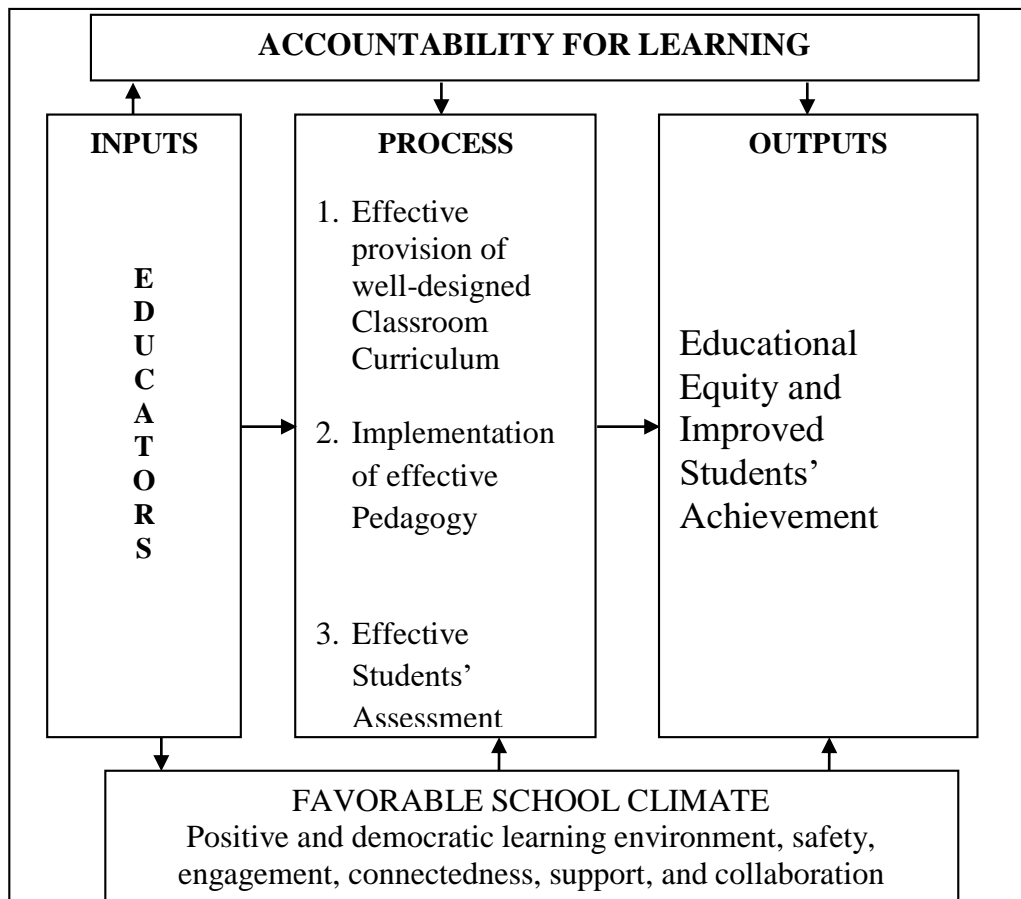 ACCOUNTABILITY FOR LEARNING
INPUTS
E
D
U
C
A
T
O
R
S
PROCESS
1. Effective
provision of
well-designed
Classroom
Curriculum
2. Implementation
of effective
Pedagogy
3. Effective
Students’
Assessment
OUTPUTS
Educational
Equity and
Improved
Students’
Achievement
FAVORABLE SCHOOL CLIMATE
Positive and democratic learning environment, safety,
engagement, connectedness, support, and collaboration